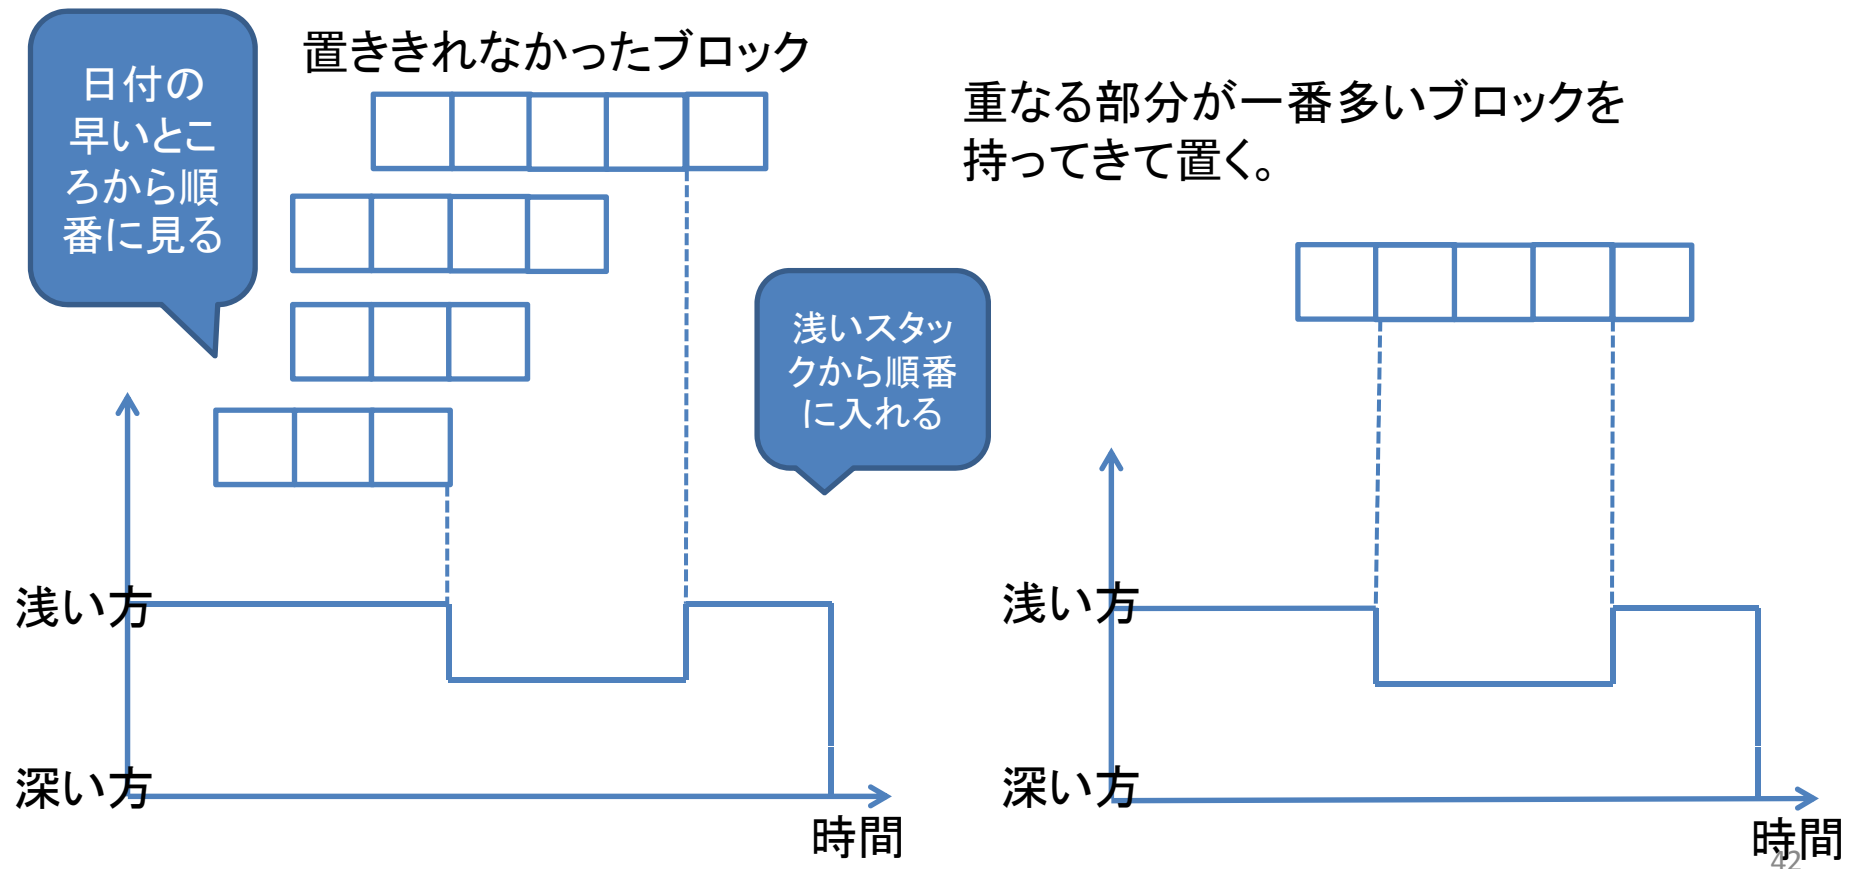 日付の
早いとこ
ろから順
番に見る
置ききれなかったブロック
重なる部分が一番多いブロックを
持ってきて置く。
浅いスタッ
クから順番
に入れる
浅い方
深い方
時間
浅い方
深い方
時間
42